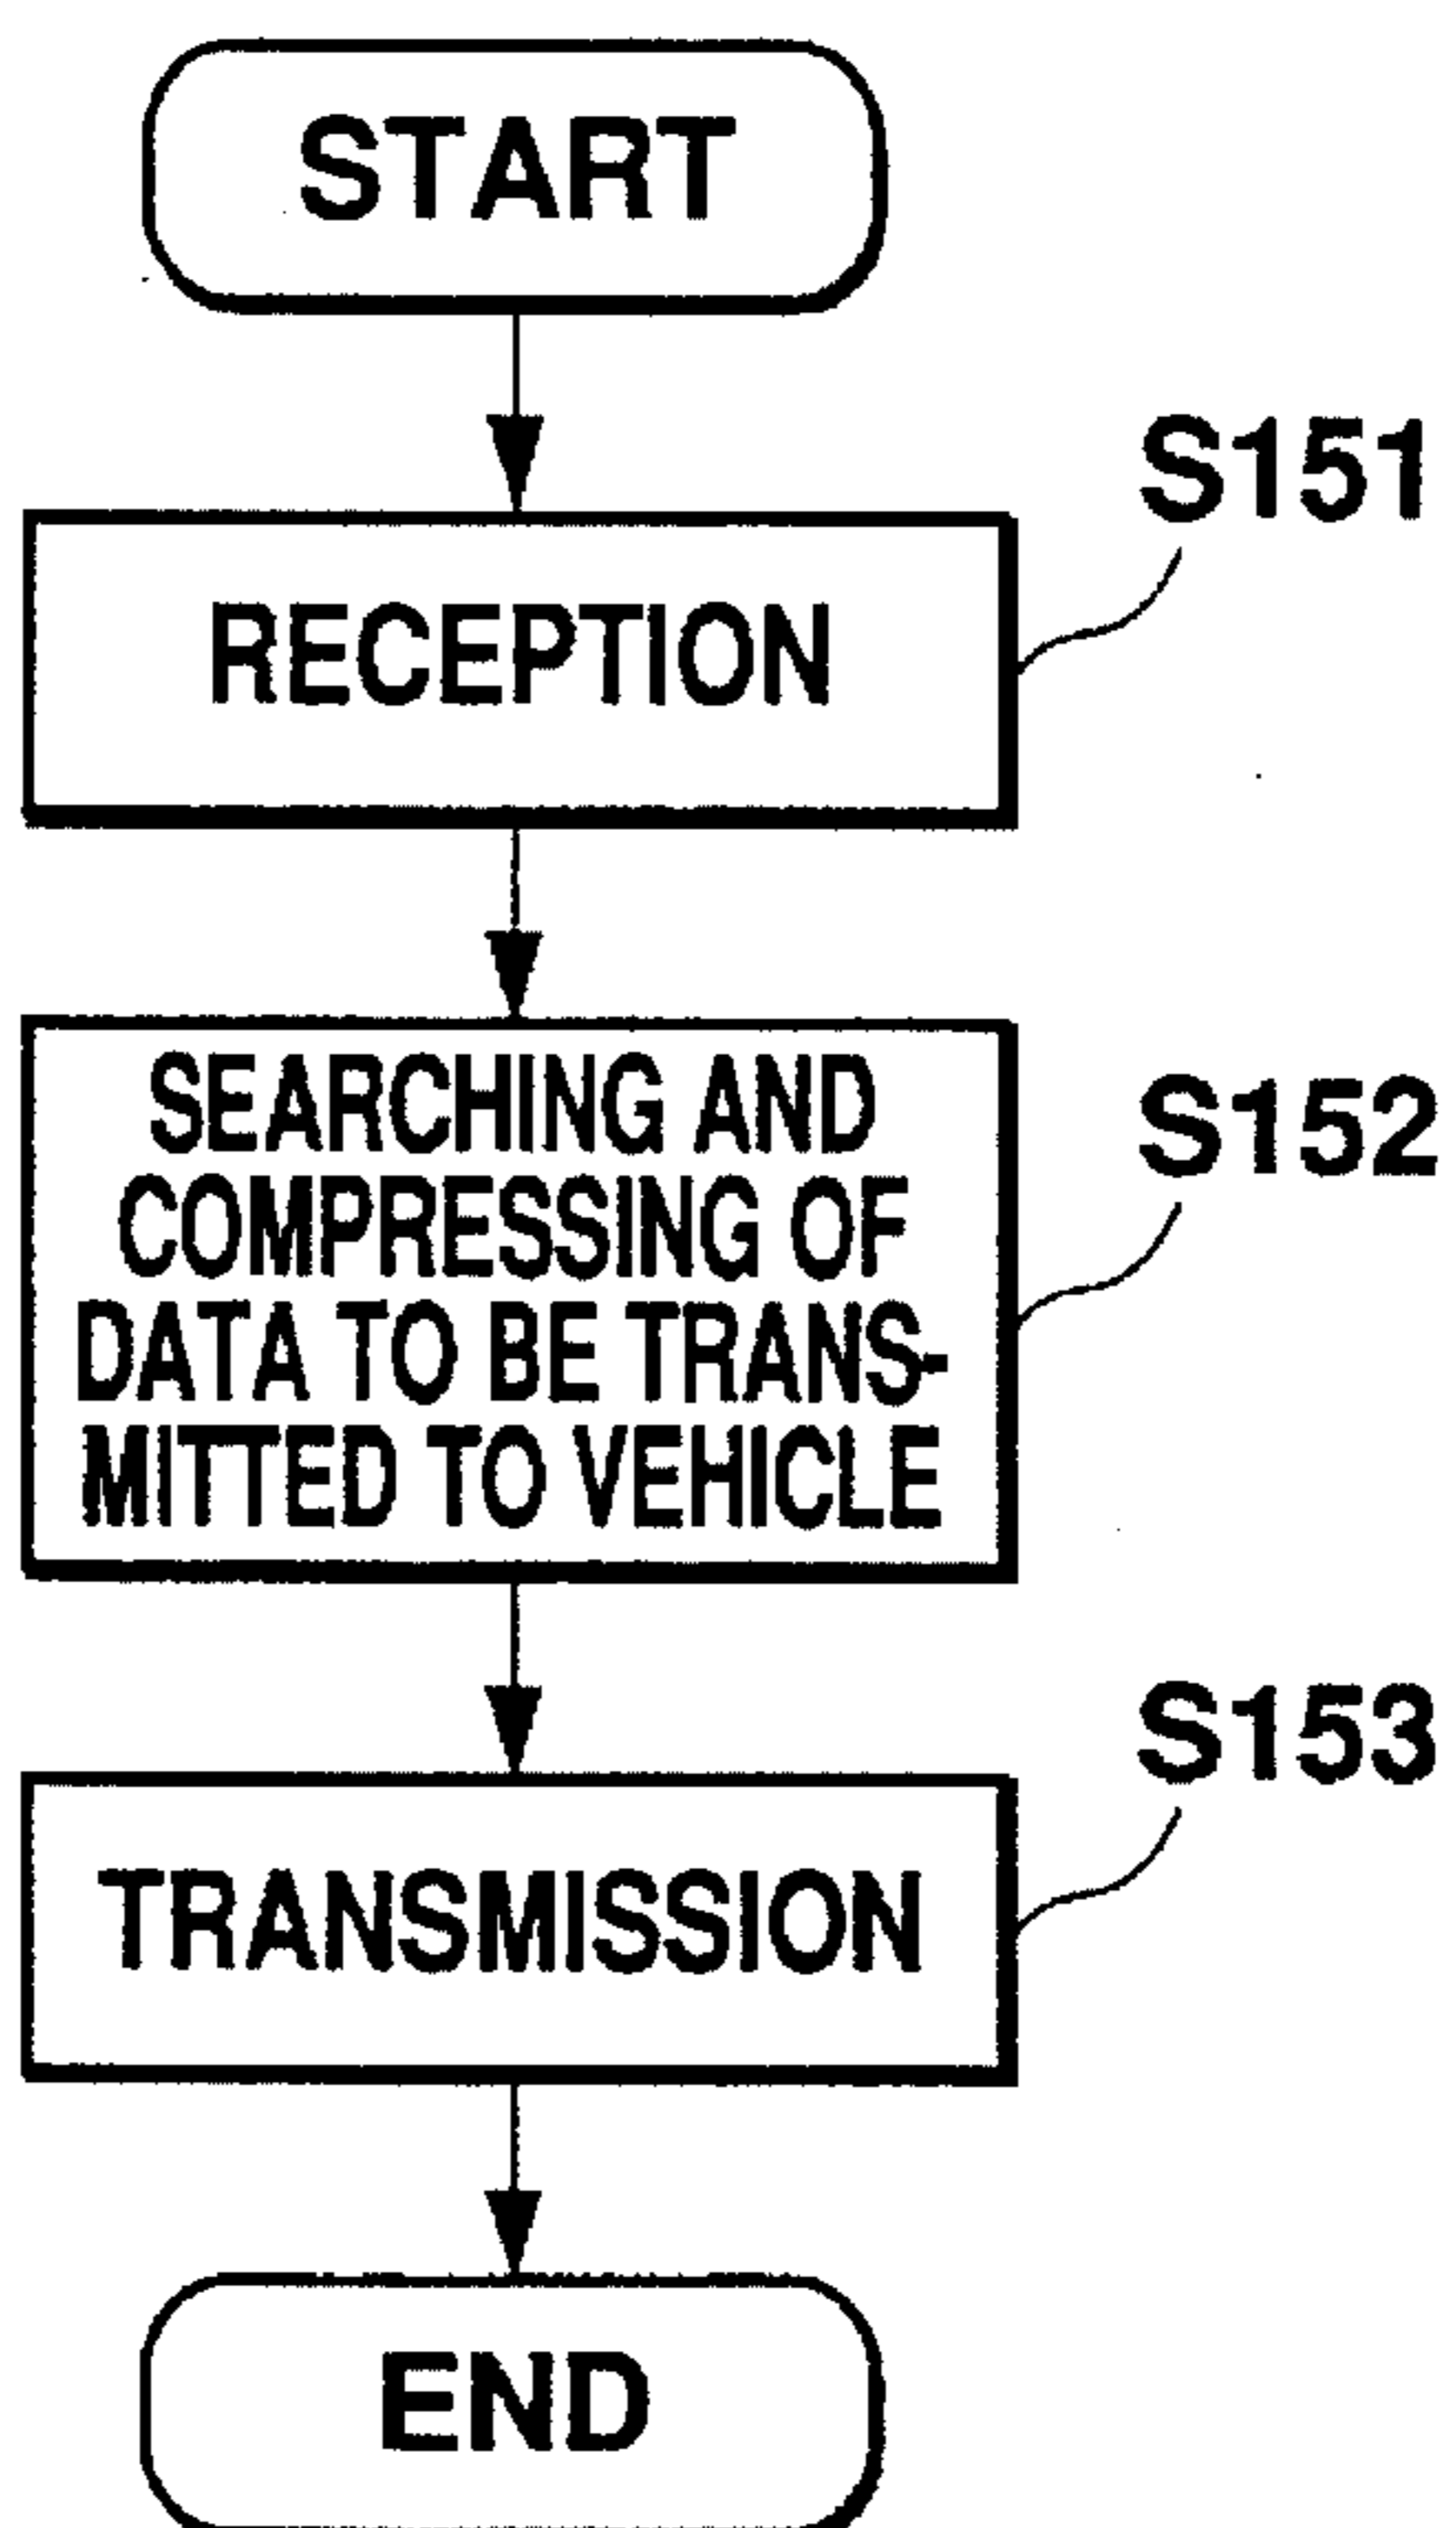 START
S151
RECEPTION
SEARCHING AND
S152
COMPRESSING OF
DATA TO BE TRANS-
MITTED TO VEHICLE
S153
TRANSMISSION
END